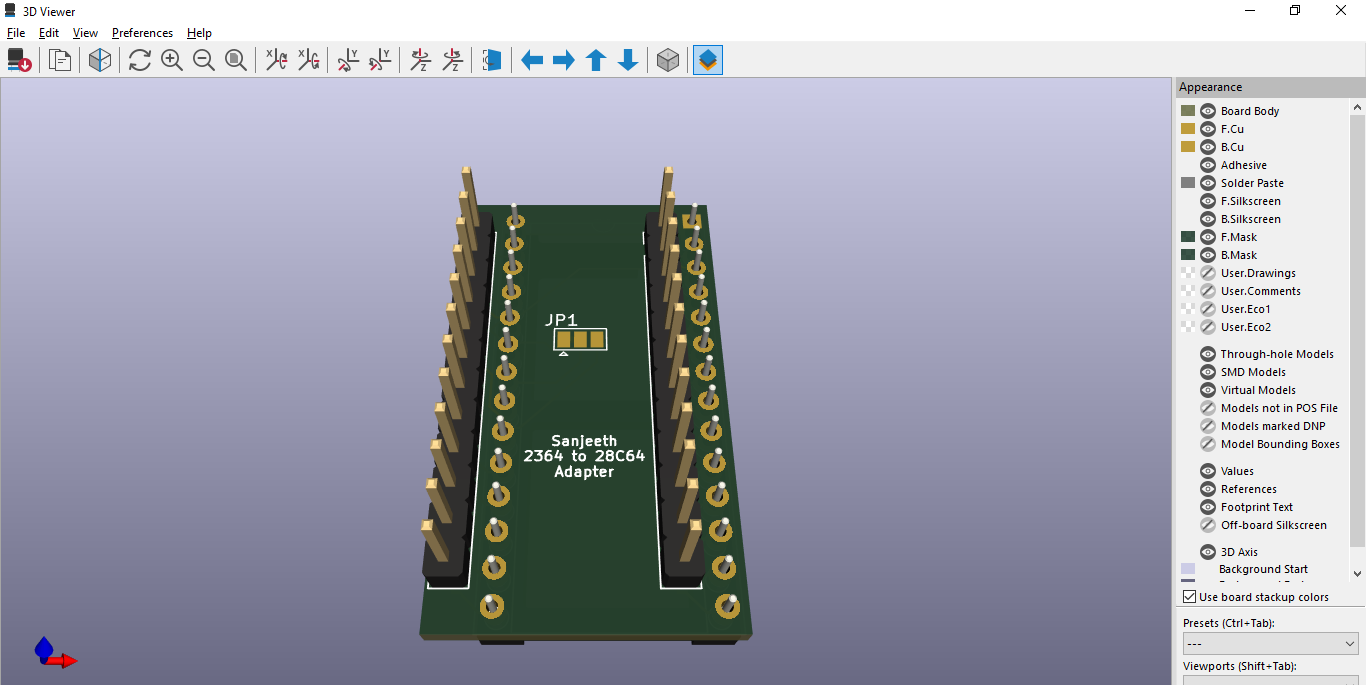 3D Viewer
File Edit View Preferences Help
Appearance
Board Body
F.Cu
B.Cu
Adhesive
Solder Paste
F.Silkscreen
B.Silkscreen
F.Mask
B.Mask
User.Drawings
User.Comments
User.Eco1
User.Eco2
Through-hole Models
SMD Models
Virtual Models
Models not in POS File
Models marked DNP
Model Bounding Boxes
Values
References
Footprint Text
Off-board Silkscreen
3D Axis
Background Start
Use board stackup colors
Presets (Ctrl+Tab):
---
Viewports (Shift+Tab):
JP1
Sanjeeth
2364 to 28C64
Adapter
X
X
Y
Y
Z
Z